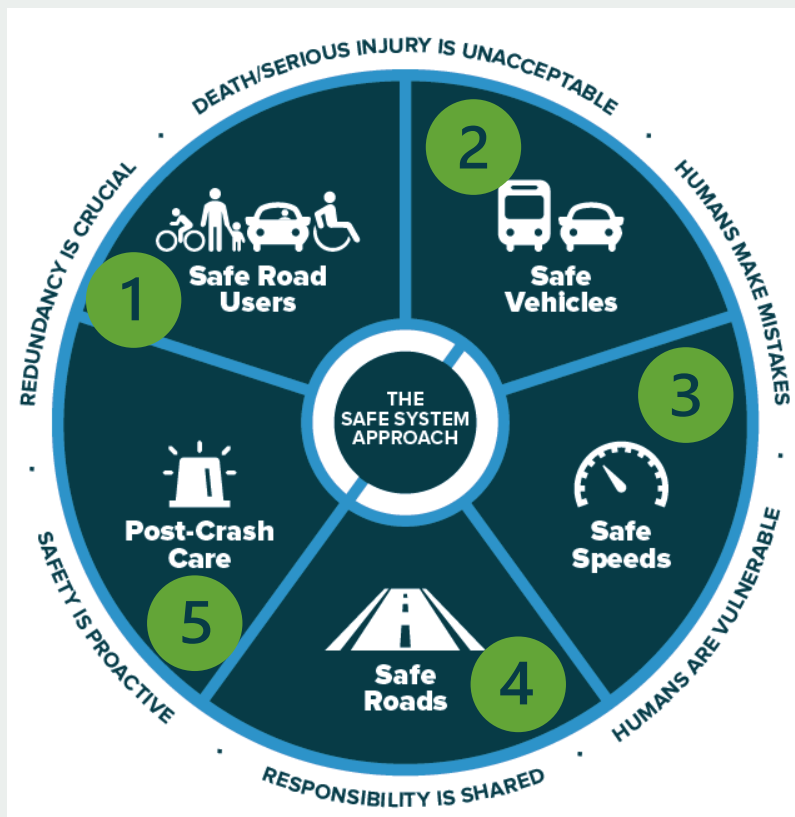 DEATH/SERIOUS INJURY IS UNACCEPTABLE
HUMANS MAKE MISTAKES
HUMANS ARE VULNERABLE
RESPONSIBILITY IS SHARED
SAFETY IS PROACTIVE
REDUNDANCY IS CRUCIAL
1
Safe Road
Users
2
Safe
Vehicles
3
Safe
Speeds
4
Safe
Roads
5
Post-Crash
Care
THE
SAFE SYSTEM
APPROACH